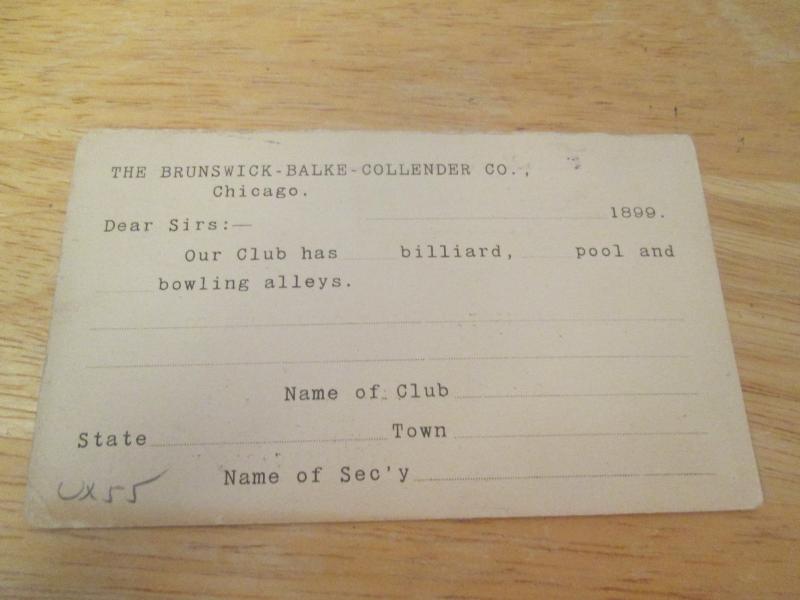 THE BRUNSWICK-BALKE-COLLENDER CO.,
Chicago.
1899.
Dear Sirs:—
Our Club has billiard, pool and
bowling alleys.
Name of Club
State Town
Name of Sec'y
UX55